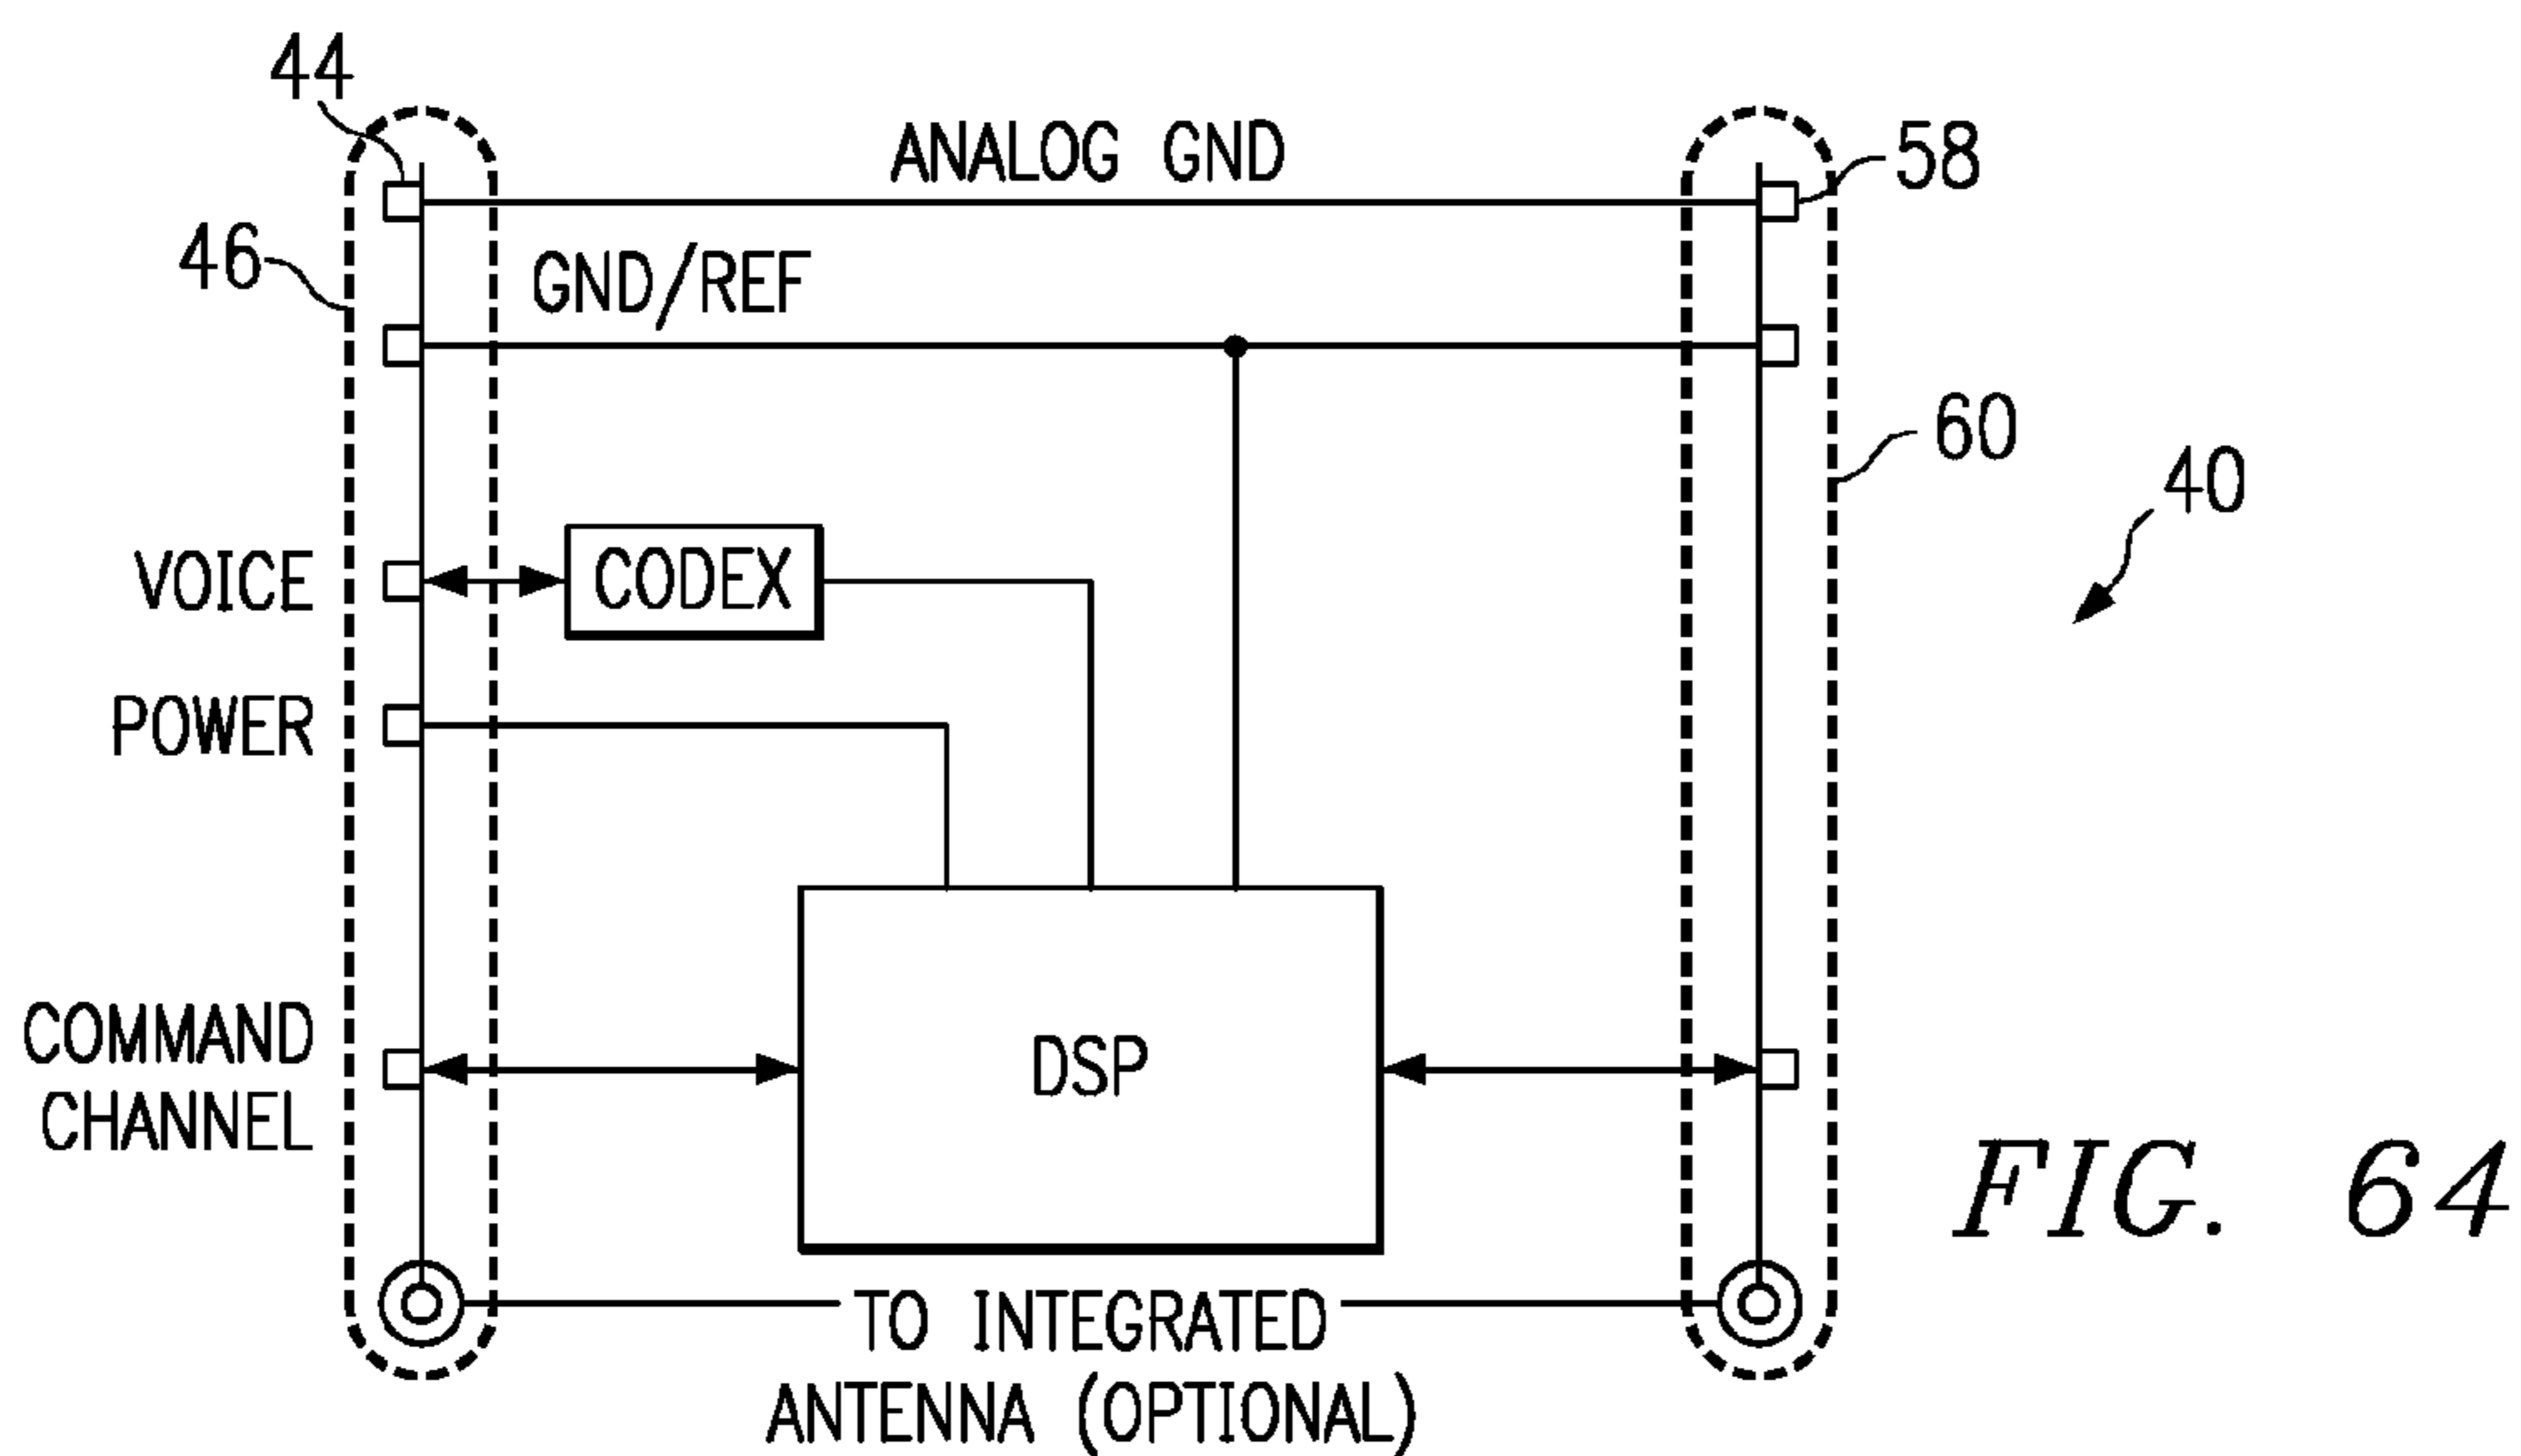 44
ANALOG GND
58
46
GND/REF
60
40
VOICE
CODEX
POWER
COMMAND
CHANNEL
DSP
FIG. 64
TO INTEGRATED
ANTENNA (OPTIONAL)